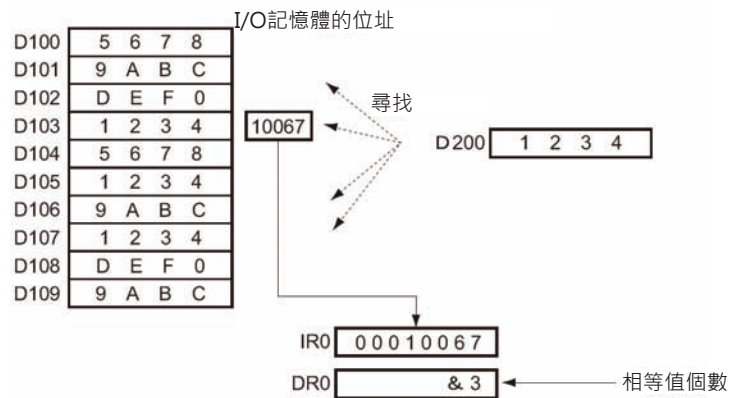 I/O記憶體的位址
D100 5 6 7 8
D101 9 A B C
D102 D E F 0
D103 1 2 3 4 10067
D104 5 6 7 8
D105 1 2 3 4
D106 9 A B C
D107 1 2 3 4
D108 D E F 0
D109 9 A B C
尋找
D200 1 2 3 4
IR0 00010067
DR0 & 3 相等值個數